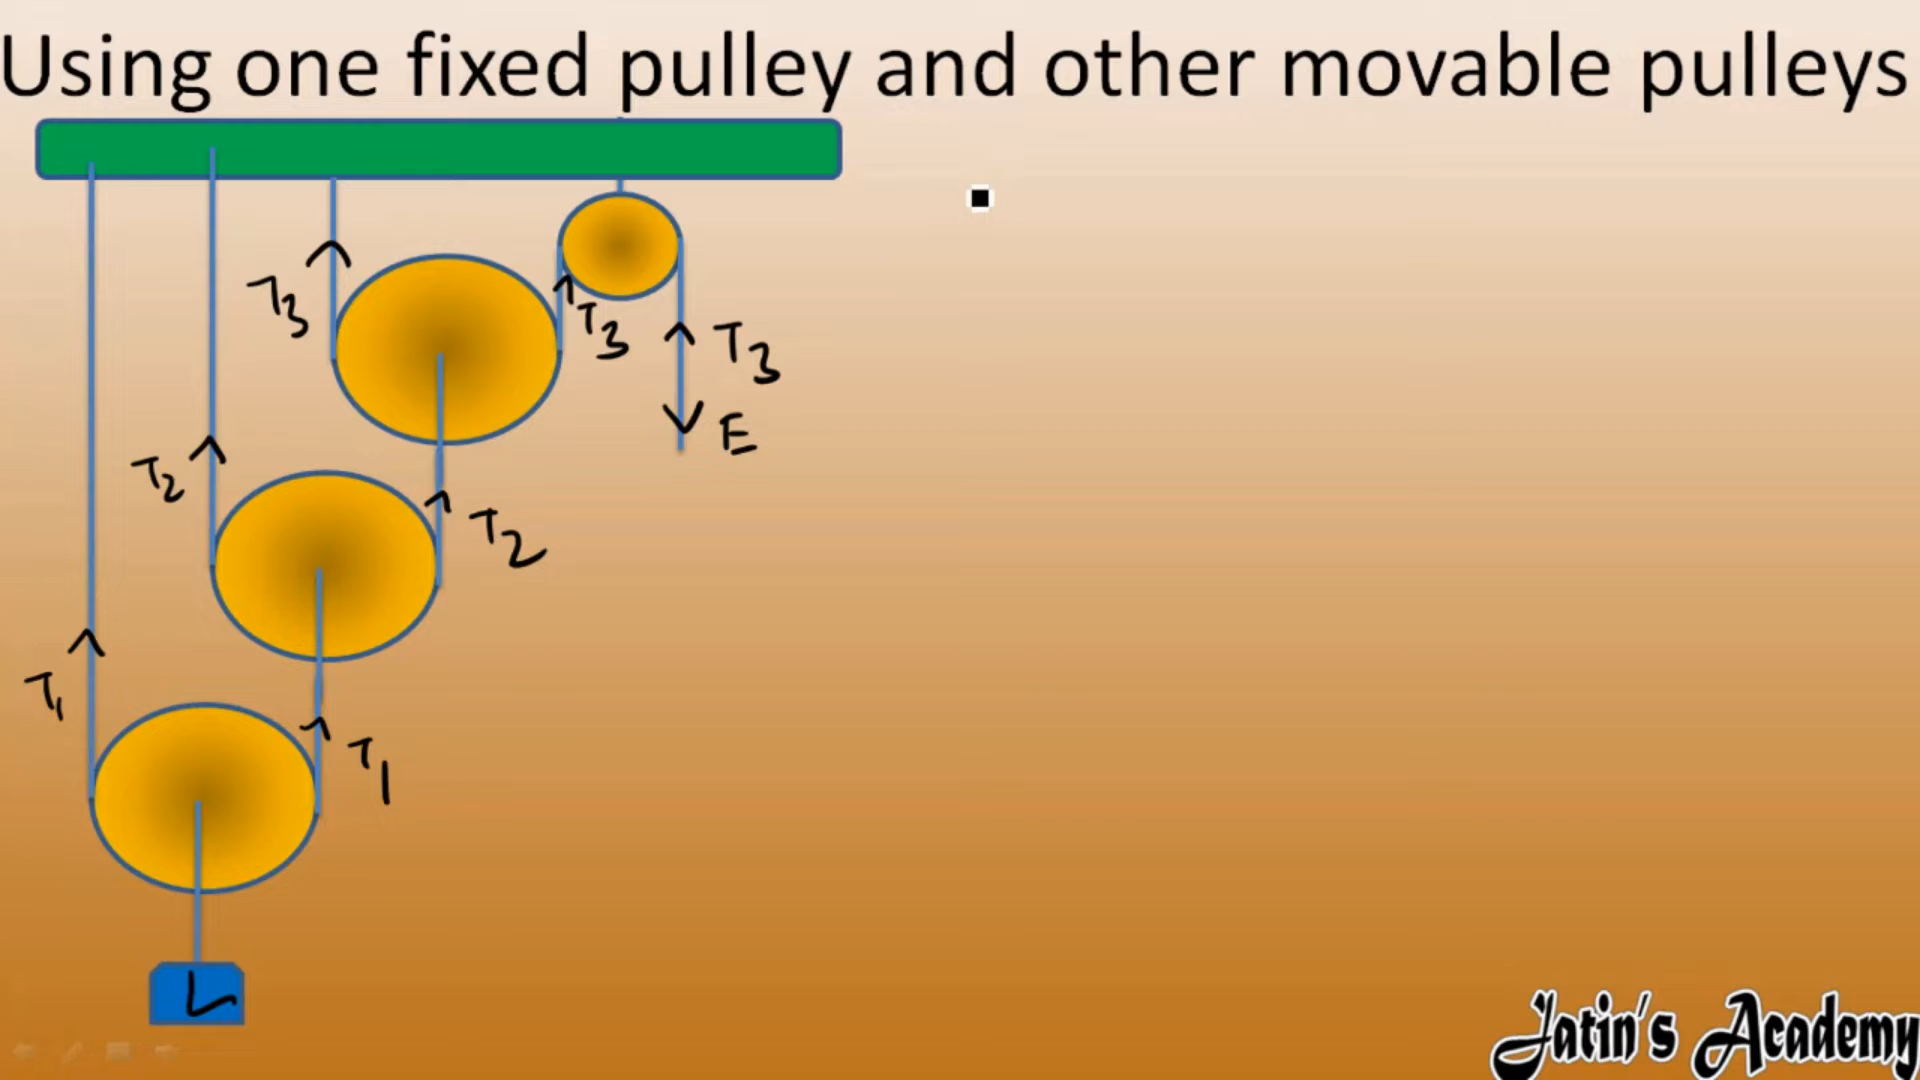 Using one fixed pulley and other movable pulleys
T3
T3
T3
E
T2
T2
T1
T1
L
Jatin's Academy